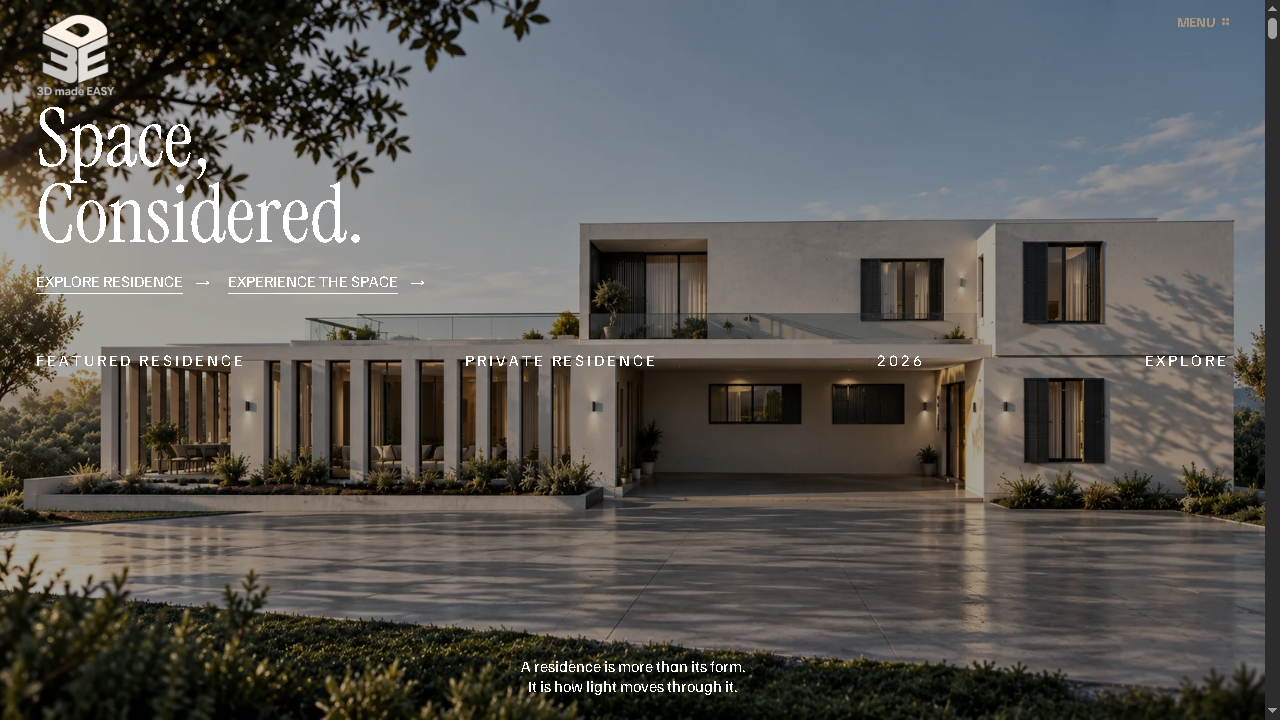 MENU
3D made EASY
Space,
Considered.
EXPLORE RESIDENCE → EXPERIENCE THE SPACE →
FEATURED RESIDENCE PRIVATE RESIDENCE 2026 EXPLORE
A residence is more than its form.
It is how light moves through it.